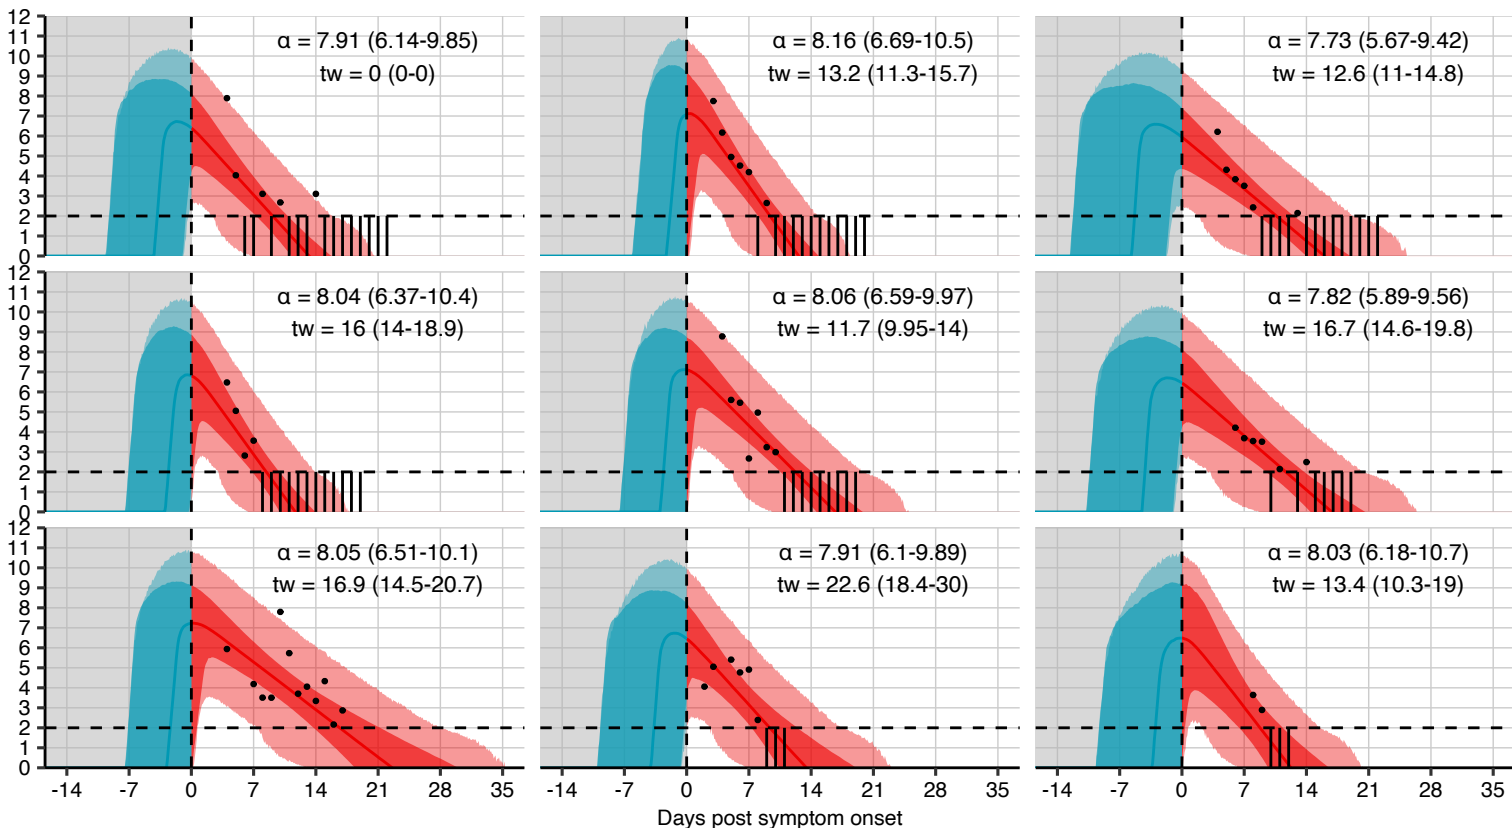 12
11
10
9
8
7
6
5
4
3
2
1
0
α = 7.91 (6.14-9.85)
tw = 0 (0-0)
α = 8.16 (6.69-10.5)
tw = 13.2 (11.3-15.7)
α = 7.73 (5.67-9.42)
tw = 12.6 (11-14.8)
12
11
10
9
8
7
6
5
4
3
2
1
0
α = 8.04 (6.37-10.4)
tw = 16 (14-18.9)
α = 8.06 (6.59-9.97)
tw = 11.7 (9.95-14)
α = 7.82 (5.89-9.56)
tw = 16.7 (14.6-19.8)
12
11
10
9
8
7
6
5
4
3
2
1
0
α = 8.05 (6.51-10.1)
tw = 16.9 (14.5-20.7)
α = 7.91 (6.1-9.89)
tw = 22.6 (18.4-30)
α = 8.03 (6.18-10.7)
tw = 13.4 (10.3-19)
-14 -7 0 7 14 21 28 35
-14 -7 0 7 14 21 28 35
-14 -7 0 7 14 21 28 35
Days post symptom onset